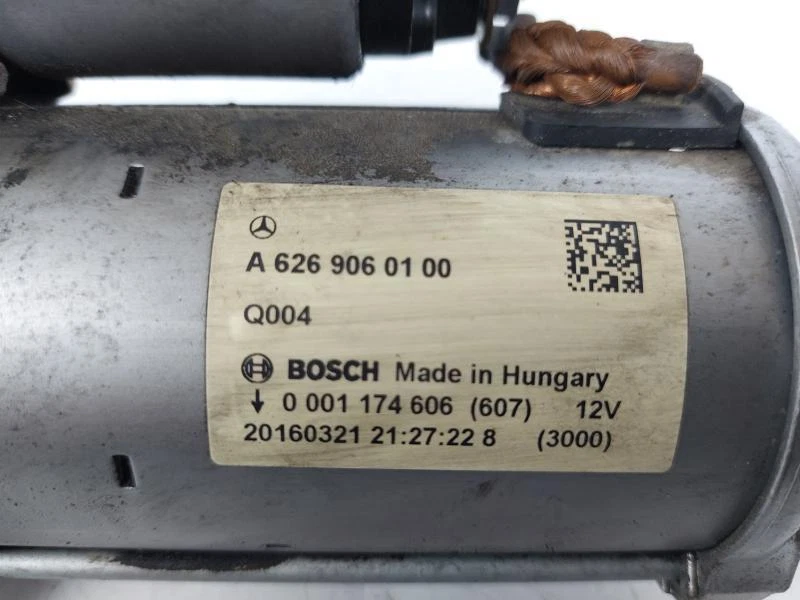 A 626 906 01 00
Q004
BOSCH Made in Hungary
↓ 0 001 174 606 (607) 12V
20160321 21:27:22 8 (3000)